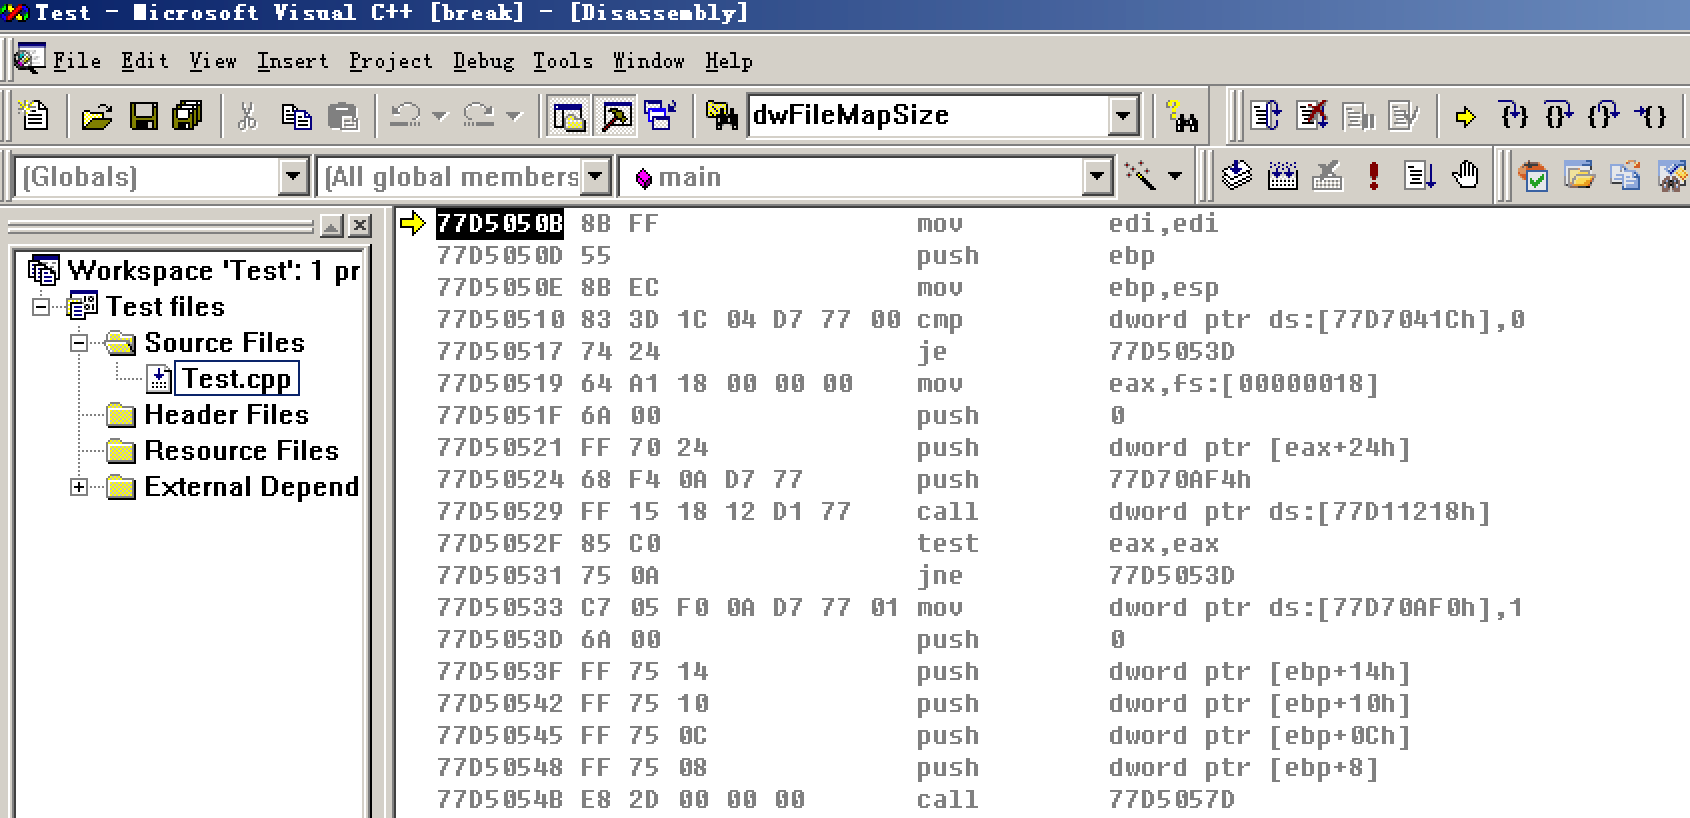 Test - Microsoft Visual C++ [break] - [Disassembly]
File Edit View Insert Project Debug Tools Window Help
dwFileMapSize
(Globals) (All global members main
Workspace 'Test': 1 pr
Test files
Source Files
Test.cpp
Header Files
Resource Files
External Depend
77D5050B 8B FF mov edi,edi
77D5050D 55 push ebp
77D5050E 8B EC mov ebp,esp
77D50510 83 3D 1C 04 D7 77 00 cmp dword ptr ds:[77D7041Ch],0
77D50517 74 24 je 77D5053D
77D50519 64 A1 18 00 00 00 mov eax,fs:[00000018]
77D5051F 6A 00 push 0
77D50521 FF 70 24 push dword ptr [eax+24h]
77D50524 68 F4 0A D7 77 push 77D70AF4h
77D50529 FF 15 18 12 D1 77 call dword ptr ds:[77D11218h]
77D5052F 85 C0 test eax,eax
77D50531 75 0A jne 77D5053D
77D50533 C7 05 F0 0A D7 77 01 mov dword ptr ds:[77D70AF0h],1
77D5053D 6A 00 push 0
77D5053F FF 75 14 push dword ptr [ebp+14h]
77D50542 FF 75 10 push dword ptr [ebp+10h]
77D50545 FF 75 0C push dword ptr [ebp+0Ch]
77D50548 FF 75 08 push dword ptr [ebp+8]
77D5054B E8 2D 00 00 00 call 77D5057D